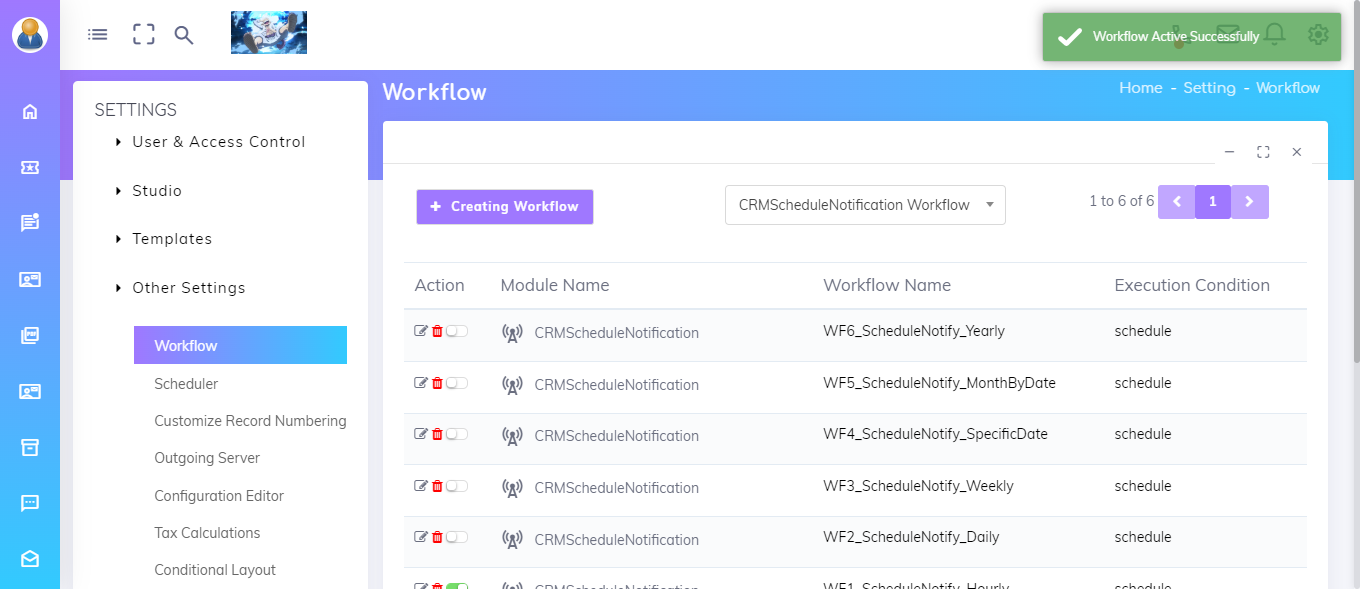 Workflow Active Successfully
SETTINGS
User & Access Control
Studio
Templates
Other Settings
Workflow
Scheduler
Customize Record Numbering
Outgoing Server
Configuration Editor
Tax Calculations
Conditional Layout
Workflow
Home - Setting - Workflow
+ Creating Workflow
CRMScheduleNotification Workflow
1 to 6 of 6
1
Action Module Name Workflow Name Execution Condition
CRMScheduleNotification WF6_ScheduleNotify_Yearly schedule
CRMScheduleNotification WF5_ScheduleNotify_MonthByDate schedule
CRMScheduleNotification WF4_ScheduleNotify_SpecificDate schedule
CRMScheduleNotification WF3_ScheduleNotify_Weekly schedule
CRMScheduleNotification WF2_ScheduleNotify_Daily schedule
CRMScheduleNotification WF1_ScheduleNotify_Hourly schedule